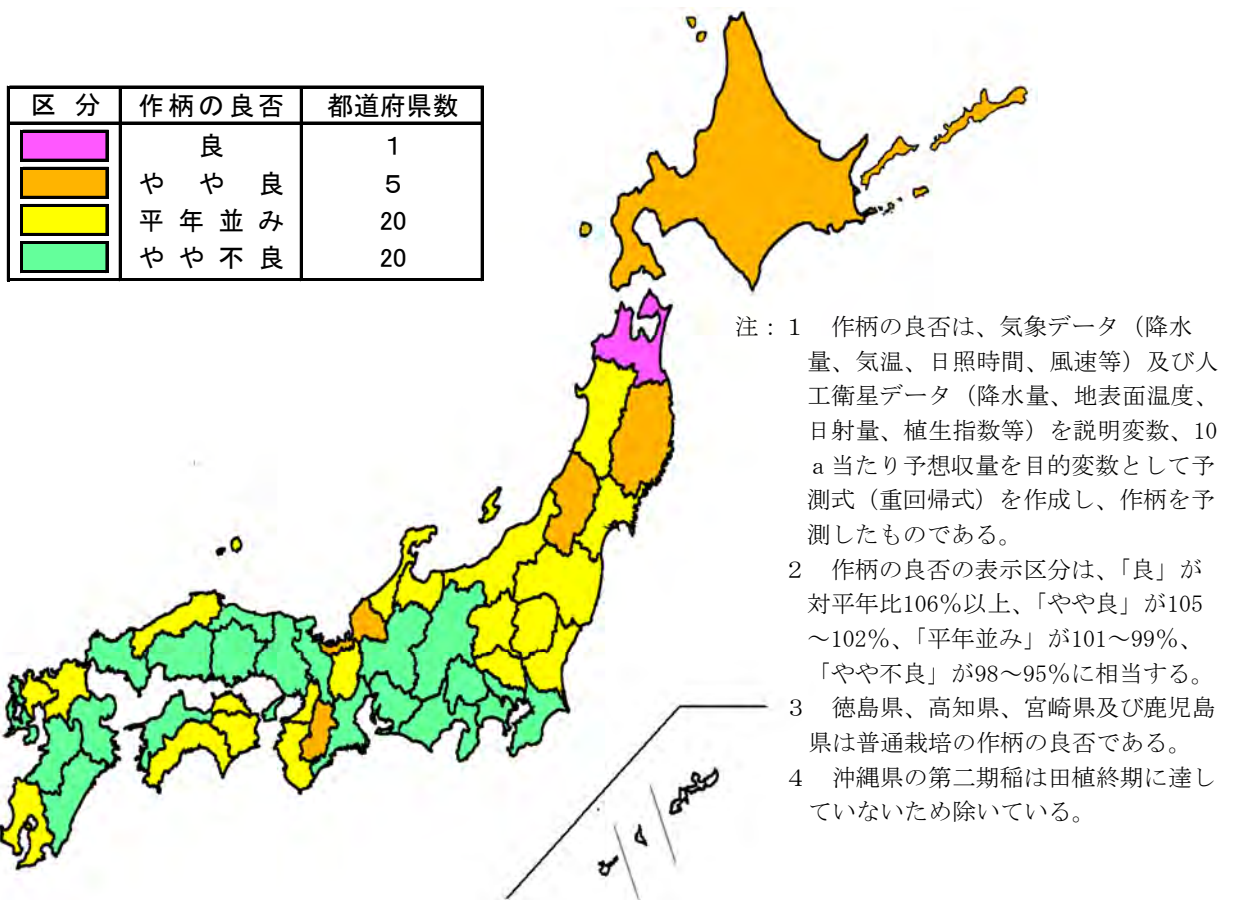 区　分　作柄の良否　都道府県数
良　1
や　や　良　5
平　年　並　み　20
や　や　不　良　20
注：１　作柄の良否は、気象データ（降水
量、気温、日照時間、風速等）及び人
工衛星データ（降水量、地表面温度、
日射量、植生指数等）を説明変数、10
ａ当たり予想収量を目的変数として予
測式（重回帰式）を作成し、作柄を予
測したものである。
２　作柄の良否の表示区分は、「良」が
対平年比106％以上、「やや良」が105
～102％、「平年並み」が101～99％、
「やや不良」が98～95％に相当する。
３　徳島県、高知県、宮崎県及び鹿児島
県は普通栽培の作柄の良否である。
４　沖縄県の第二期稲は田植終期に達し
ていないため除いている。